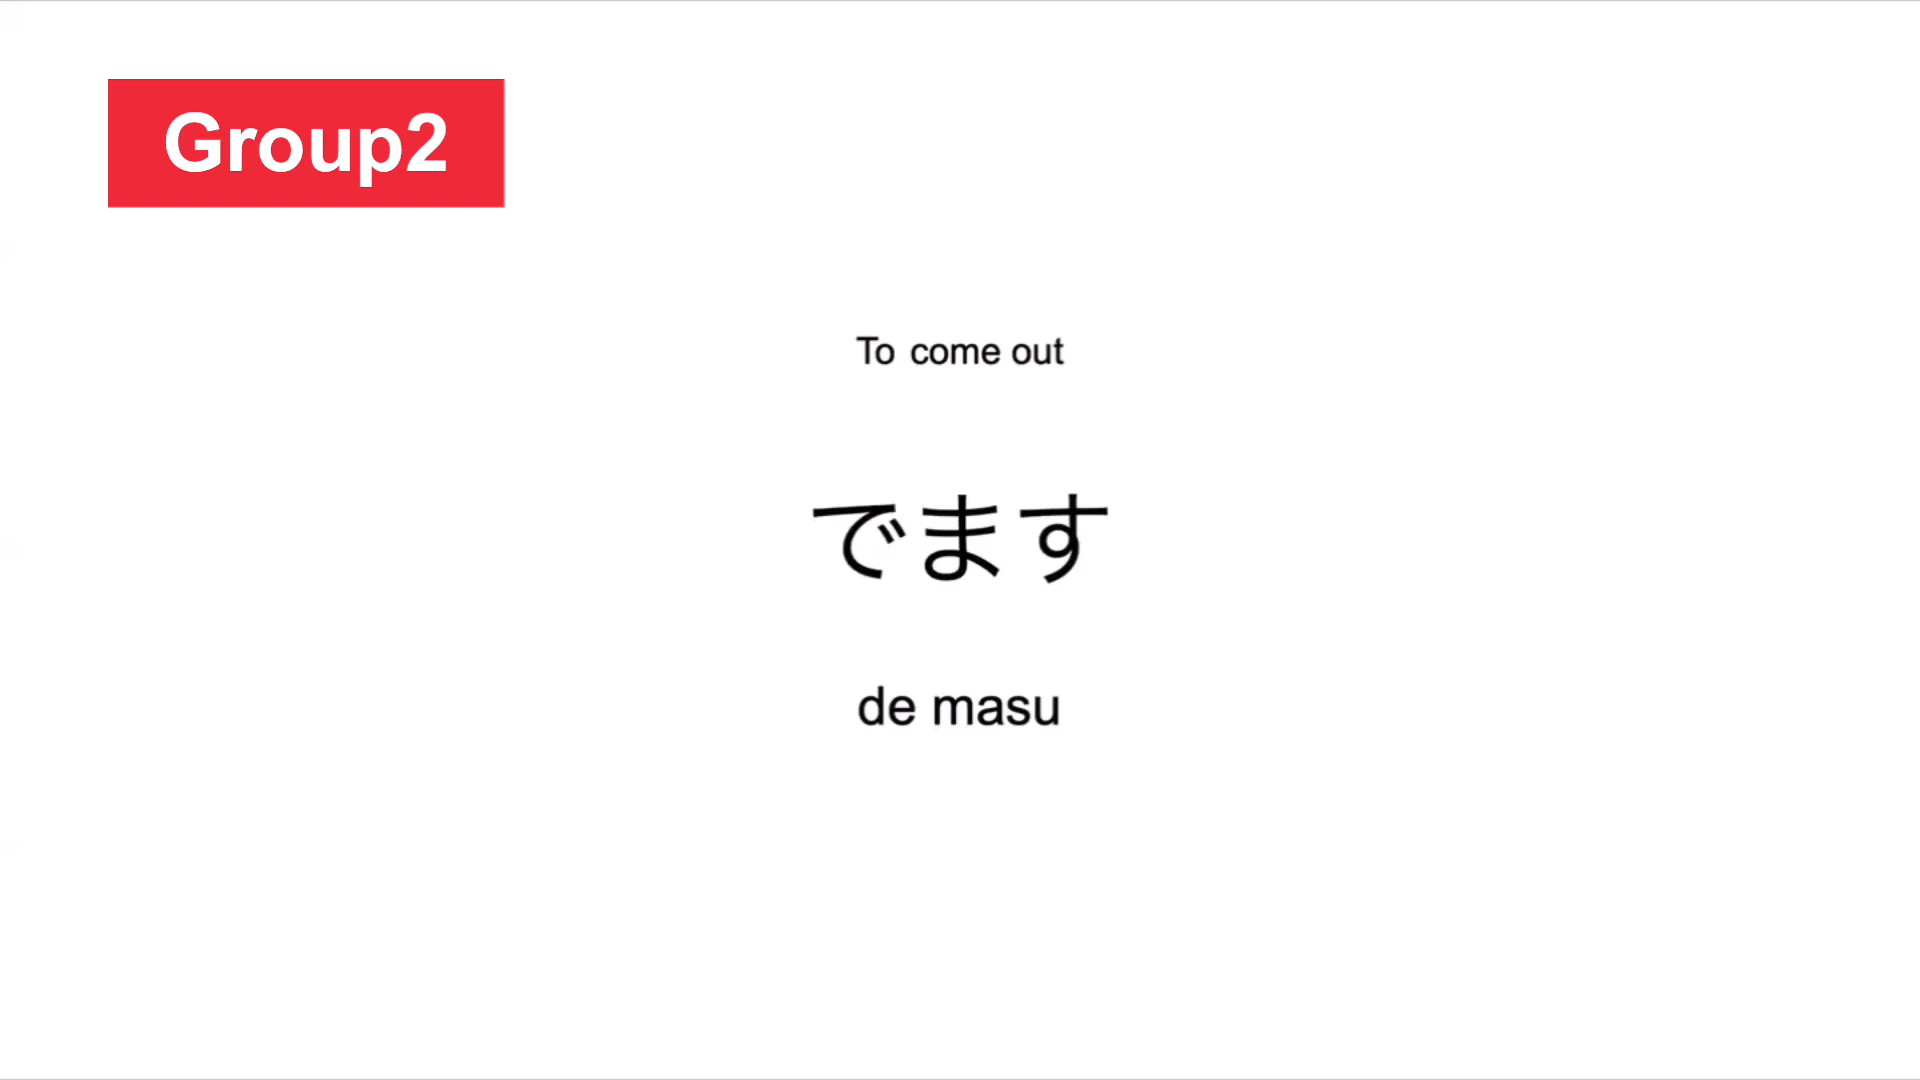 Group2
To come out
でます
de masu